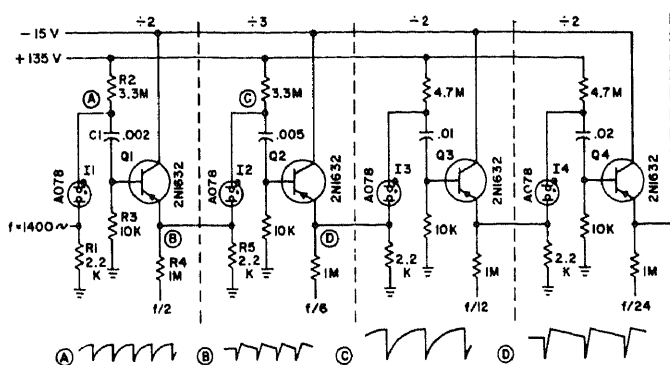 ÷2 ÷3 ÷2 ÷2
−15 V
+135 V
R2 3.3M 3.3M 4.7M 4.7M
A C
C1 .002 .005 .01 .02
Q1 Q2 Q3 Q4
I1 I2 I3 I4
A078 A078 A078 A078
2N1632 2N1632 2N1632 2N1632
f=1400~
R3 10K 10K 10K 10K
B D
R1 2.2 K R5 2.2 K 2.2 K 2.2 K
R4 1M 1M 1M 1M
f/2 f/6 f/12 f/24
A B C D